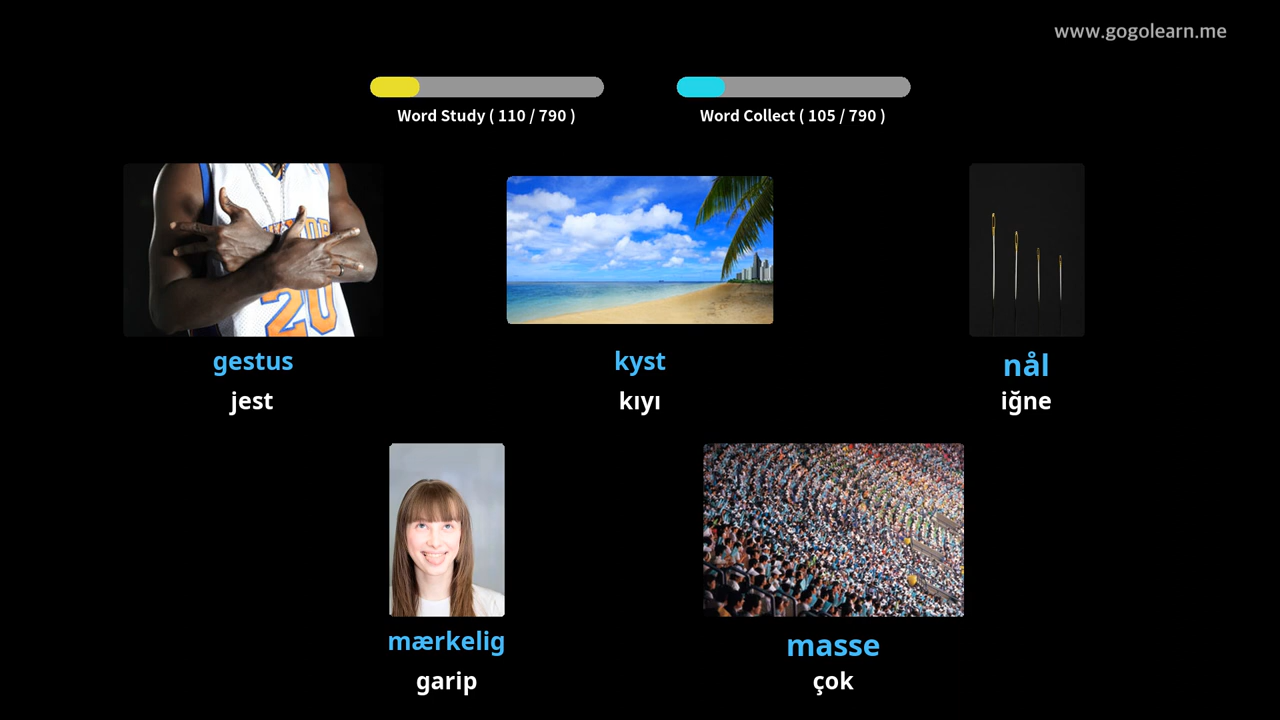 www.gogolearn.me
Word Study ( 110 / 790 )
Word Collect ( 105 / 790 )
20
gestus
jest
kyst
kıyı
nål
iğne
mærkelig
garip
masse
çok